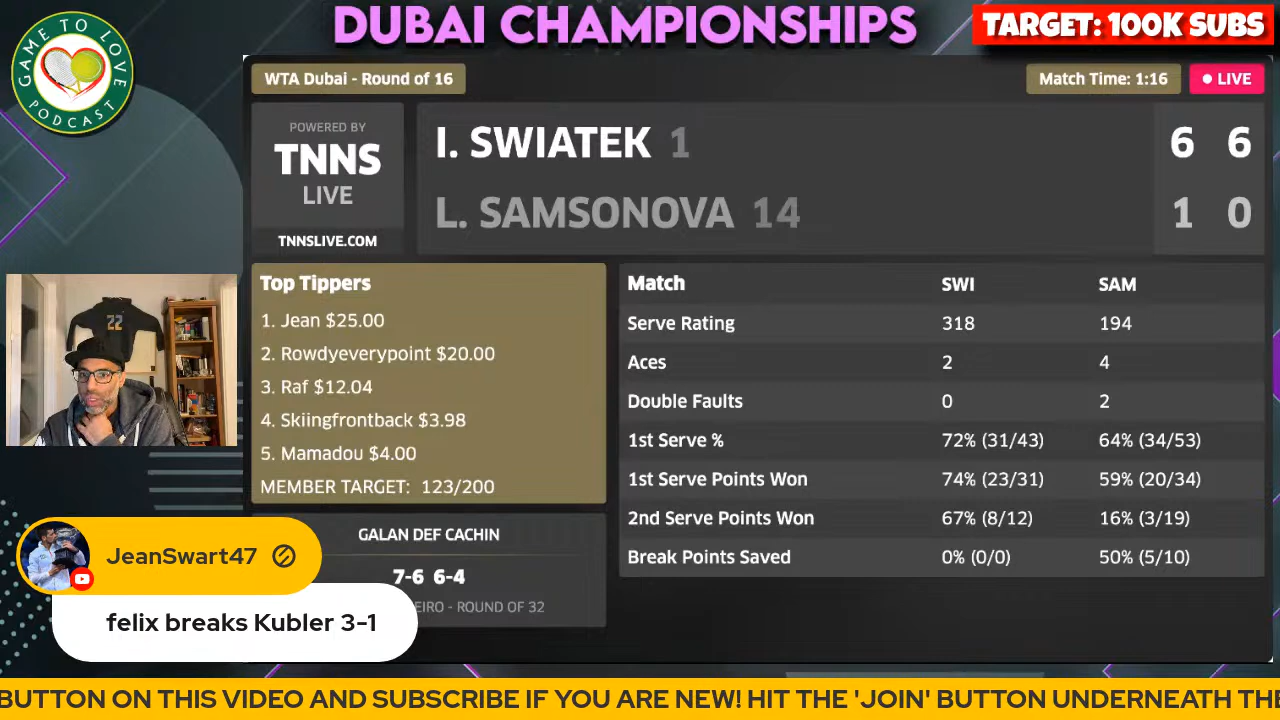 GAME TO LOVE
PODCAST
DUBAI CHAMPIONSHIPS
TARGET: 100K SUBS
WTA Dubai - Round of 16
Match Time: 1:16
LIVE
POWERED BY
TNNS
LIVE
TNNSLIVE.COM
I. SWIATEK 1 6 6
L. SAMSONOVA 14 1 0
22
Top Tippers
1. Jean $25.00
2. Rowdyeverypoint $20.00
3. Raf $12.04
4. Skiingfrontback $3.98
5. Mamadou $4.00
MEMBER TARGET: 123/200
Match SWI SAM
Serve Rating 318 194
Aces 2 4
Double Faults 0 2
1st Serve % 72% (31/43) 64% (34/53)
1st Serve Points Won 74% (23/31) 59% (20/34)
2nd Serve Points Won 67% (8/12) 16% (3/19)
Break Points Saved 0% (0/0) 50% (5/10)
GALAN DEF CACHIN
7-6 6-4
EIRO - ROUND OF 32
JeanSwart47
felix breaks Kubler 3-1
BUTTON ON THIS VIDEO AND SUBSCRIBE IF YOU ARE NEW! HIT THE 'JOIN' BUTTON UNDERNEATH THE